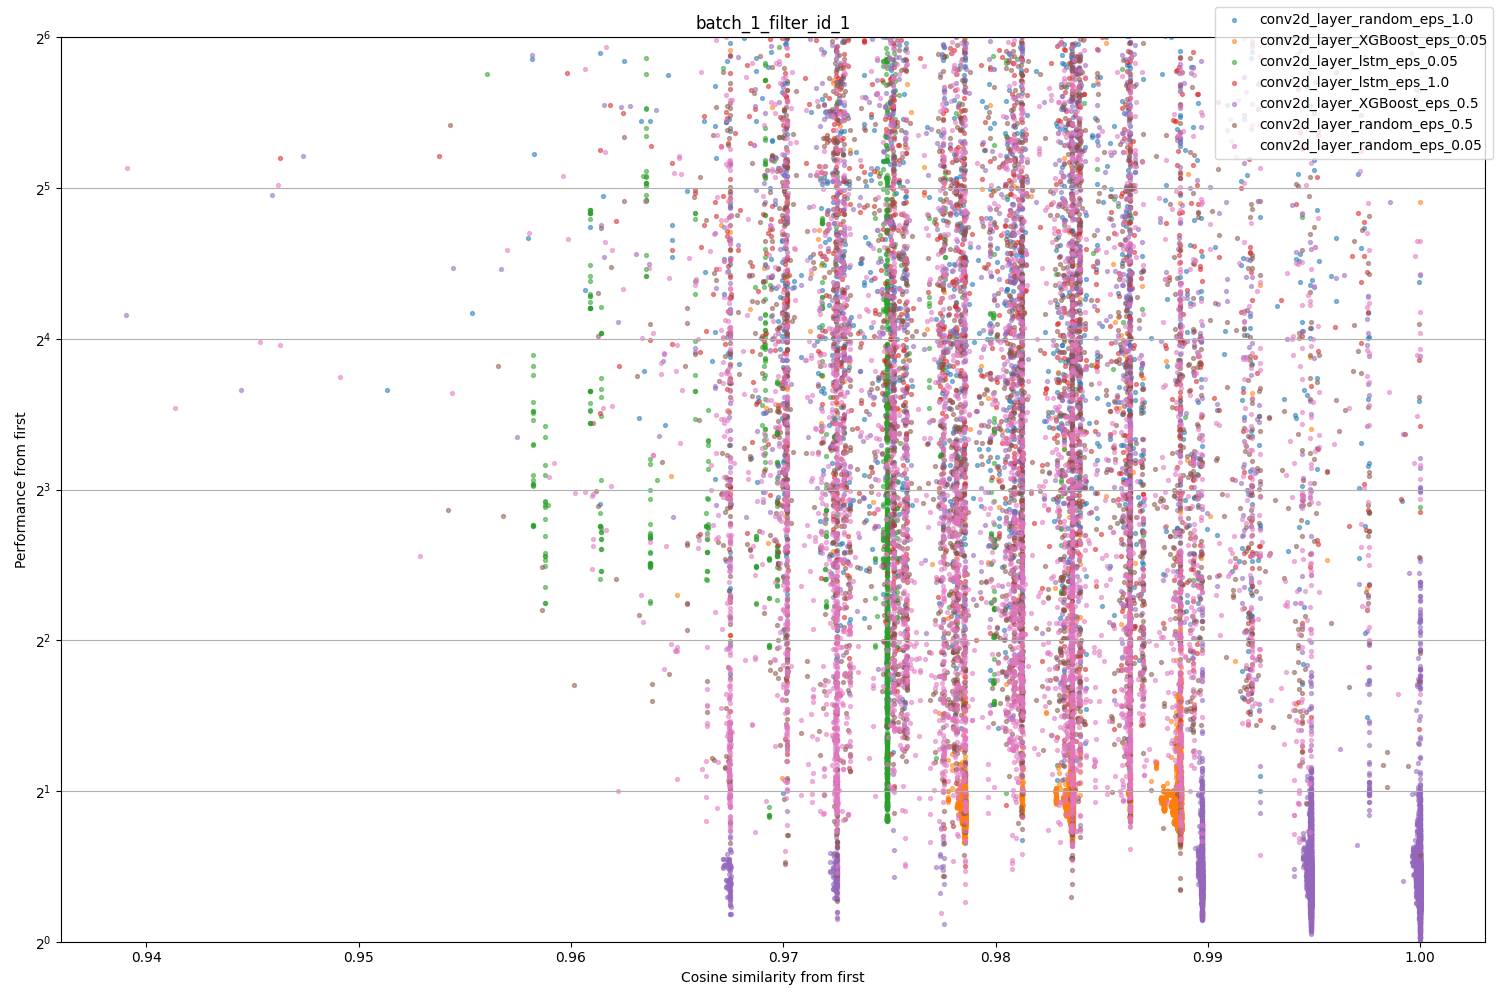 batch_1_filter_id_1
conv2d_layer_random_eps_1.0
conv2d_layer_XGBoost_eps_0.05
conv2d_layer_lstm_eps_0.05
conv2d_layer_lstm_eps_1.0
conv2d_layer_XGBoost_eps_0.5
conv2d_layer_random_eps_0.5
conv2d_layer_random_eps_0.05
Performance from first
2^6
2^5
2^4
2^3
2^2
2^1
2^0
0.94 0.95 0.96 0.97 0.98 0.99 1.00
Cosine similarity from first